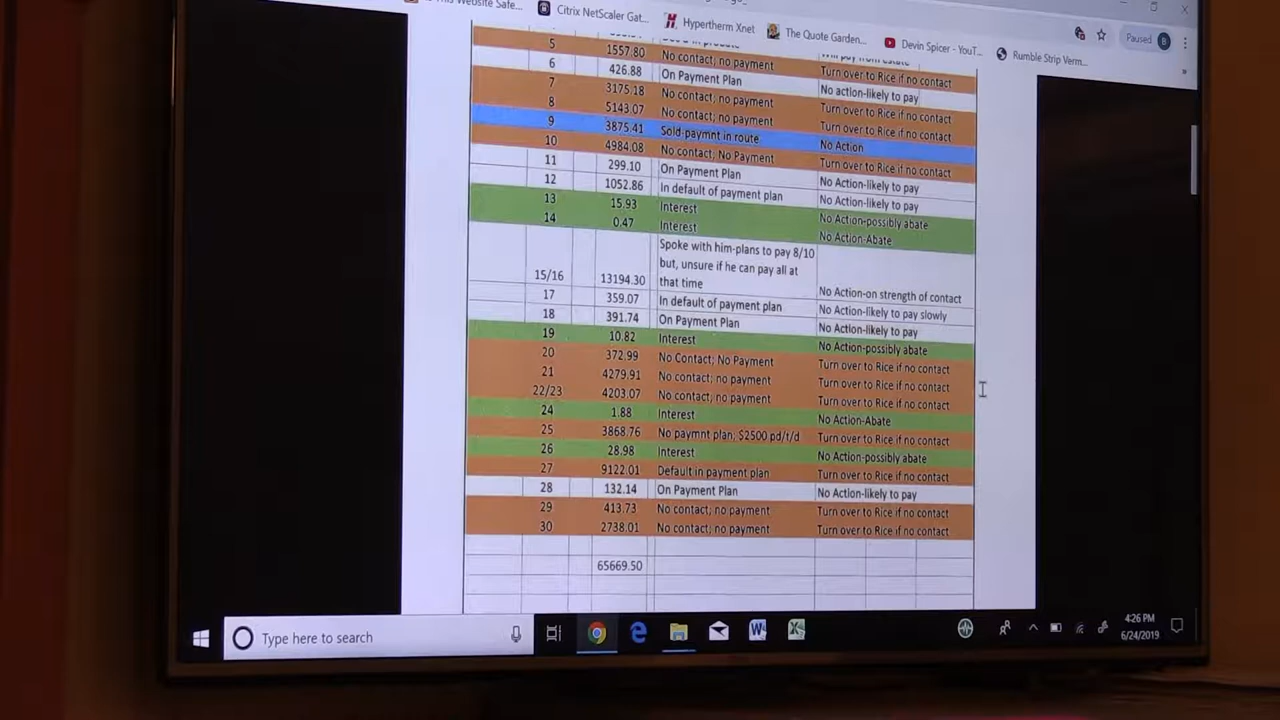 This Website Safe...
Citrix NetScaler Gat...
Hypertherm Xnet
The Quote Garden...
Devin Spicer - YouT...
Rumble Strip Verm...
Paused
B
5 1557.80 No contact; no payment Turn over to Rice if no contact
6 426.88 On Payment Plan No action-likely to pay
7 3175.18 No contact; no payment Turn over to Rice if no contact
8 5143.07 No contact; no payment Turn over to Rice if no contact
9 3875.41 Sold-paymnt in route No Action
10 4984.08 No contact; No Payment Turn over to Rice if no contact
11 299.10 On Payment Plan No Action-likely to pay
12 1052.86 In default of payment plan No Action-likely to pay
13 15.93 Interest No Action-possibly abate
14 0.47 Interest No Action-Abate
Spoke with him-plans to pay 8/10
but, unsure if he can pay all at
15/16 13194.30 that time No Action-on strength of contact
17 359.07 In default of payment plan No Action-likely to pay slowly
18 391.74 On Payment Plan No Action-likely to pay
19 10.82 Interest No Action-possibly abate
20 372.99 No Contact; No Payment Turn over to Rice if no contact
21 4279.91 No contact; no payment Turn over to Rice if no contact
22/23 4203.07 No contact; no payment Turn over to Rice if no contact
24 1.88 Interest No Action-Abate
25 3868.76 No paymnt plan; $2500 pd/t/d Turn over to Rice if no contact
26 28.98 Interest No Action-possibly abate
27 9122.01 Default in payment plan Turn over to Rice if no contact
28 132.14 On Payment Plan No Action-likely to pay
29 413.73 No contact; no payment Turn over to Rice if no contact
30 2738.01 No contact; no payment Turn over to Rice if no contact
65669.50
Type here to search
4:26 PM
6/24/2019